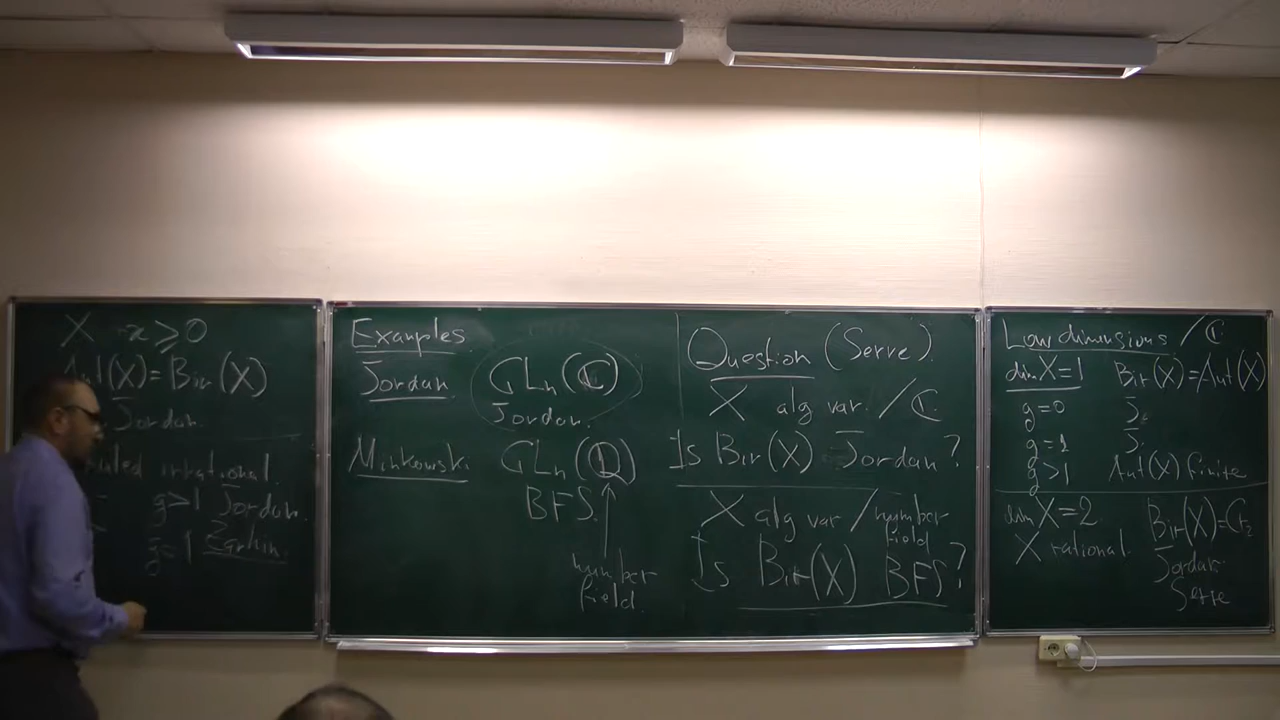 X æ ⩾ 0
Aut(X) = Bir(X)
Jordan.
irrational.
g>1 Jordan.
g=1 Zarhin.
Examples
Jordan GLn(ℂ)
Jordan.
Minkowski GLn(ℚ)
BFS.
number
field.
Question (Serre).
X alg var. / ℂ.
Is Bir(X) Jordan?
X alg var / number
field
Is Bir(X) BFS?
Low dimensions / ℂ
dim X=1 Bir(X)=Aut(X)
g=0 J.
g=1 J.
g>1 Aut(X) finite
dim X=2. Bir(X)=Cr₂
X rational. Jordan.
Serre